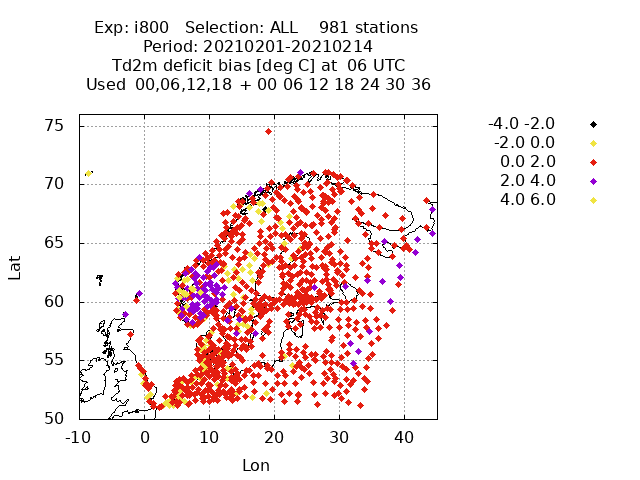 Exp: i800   Selection: ALL    981 stations
Period: 20210201-20210214
Td2m deficit bias [deg C] at  06 UTC
Used  00,06,12,18 + 00 06 12 18 24 30 36
-4.0 -2.0
-2.0 0.0
0.0 2.0
2.0 4.0
4.0 6.0
75
70
65
60
55
50
Lat
-10 0 10 20 30 40
Lon